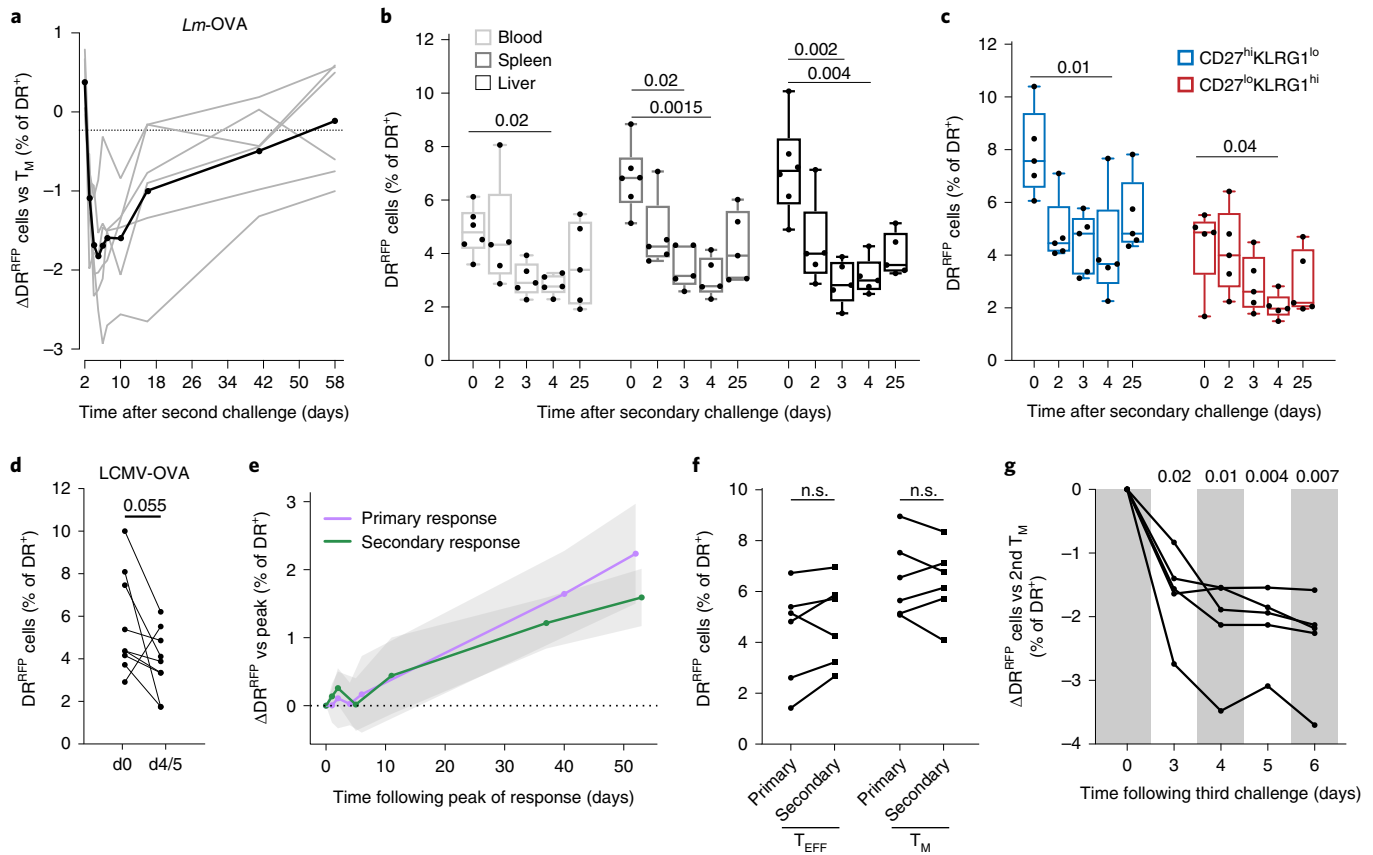 a
Lm-OVA
ΔDR^RFP cells vs T_M (% of DR⁺)
1
0
−1
−2
−3
2 10 18 26 34 42 50 58
Time after second challenge (days)
b
Blood
Spleen
Liver
DR^RFP cells (% of DR⁺)
12
10
8
6
4
2
0
0.02
0.02
0.0015
0.002
0.004
0 2 3 4 25 0 2 3 4 25 0 2 3 4 25
Time after secondary challenge (days)
c
CD27^hiKLRG1^lo
CD27^loKLRG1^hi
DR^RFP cells (% of DR⁺)
12
10
8
6
4
2
0
0.01
0.04
0 2 3 4 25 0 2 3 4 25
Time after secondary challenge (days)
d
LCMV-OVA
0.055
DR^RFP cells (% of DR⁺)
12
10
8
6
4
2
0
d0 d4/5
e
Primary response
Secondary response
ΔDR^RFP vs peak (% of DR⁺)
3
2
1
0
0 10 20 30 40 50
Time following peak of response (days)
f
n.s. n.s.
DR^RFP cells (% of DR⁺)
10
8
6
4
2
0
Primary Secondary Primary Secondary
T_EFF T_M
g
0.02 0.01 0.004 0.007
ΔDR^RFP cells vs 2nd T_M
(% of DR⁺)
0
−1
−2
−3
−4
0 3 4 5 6
Time following third challenge (days)